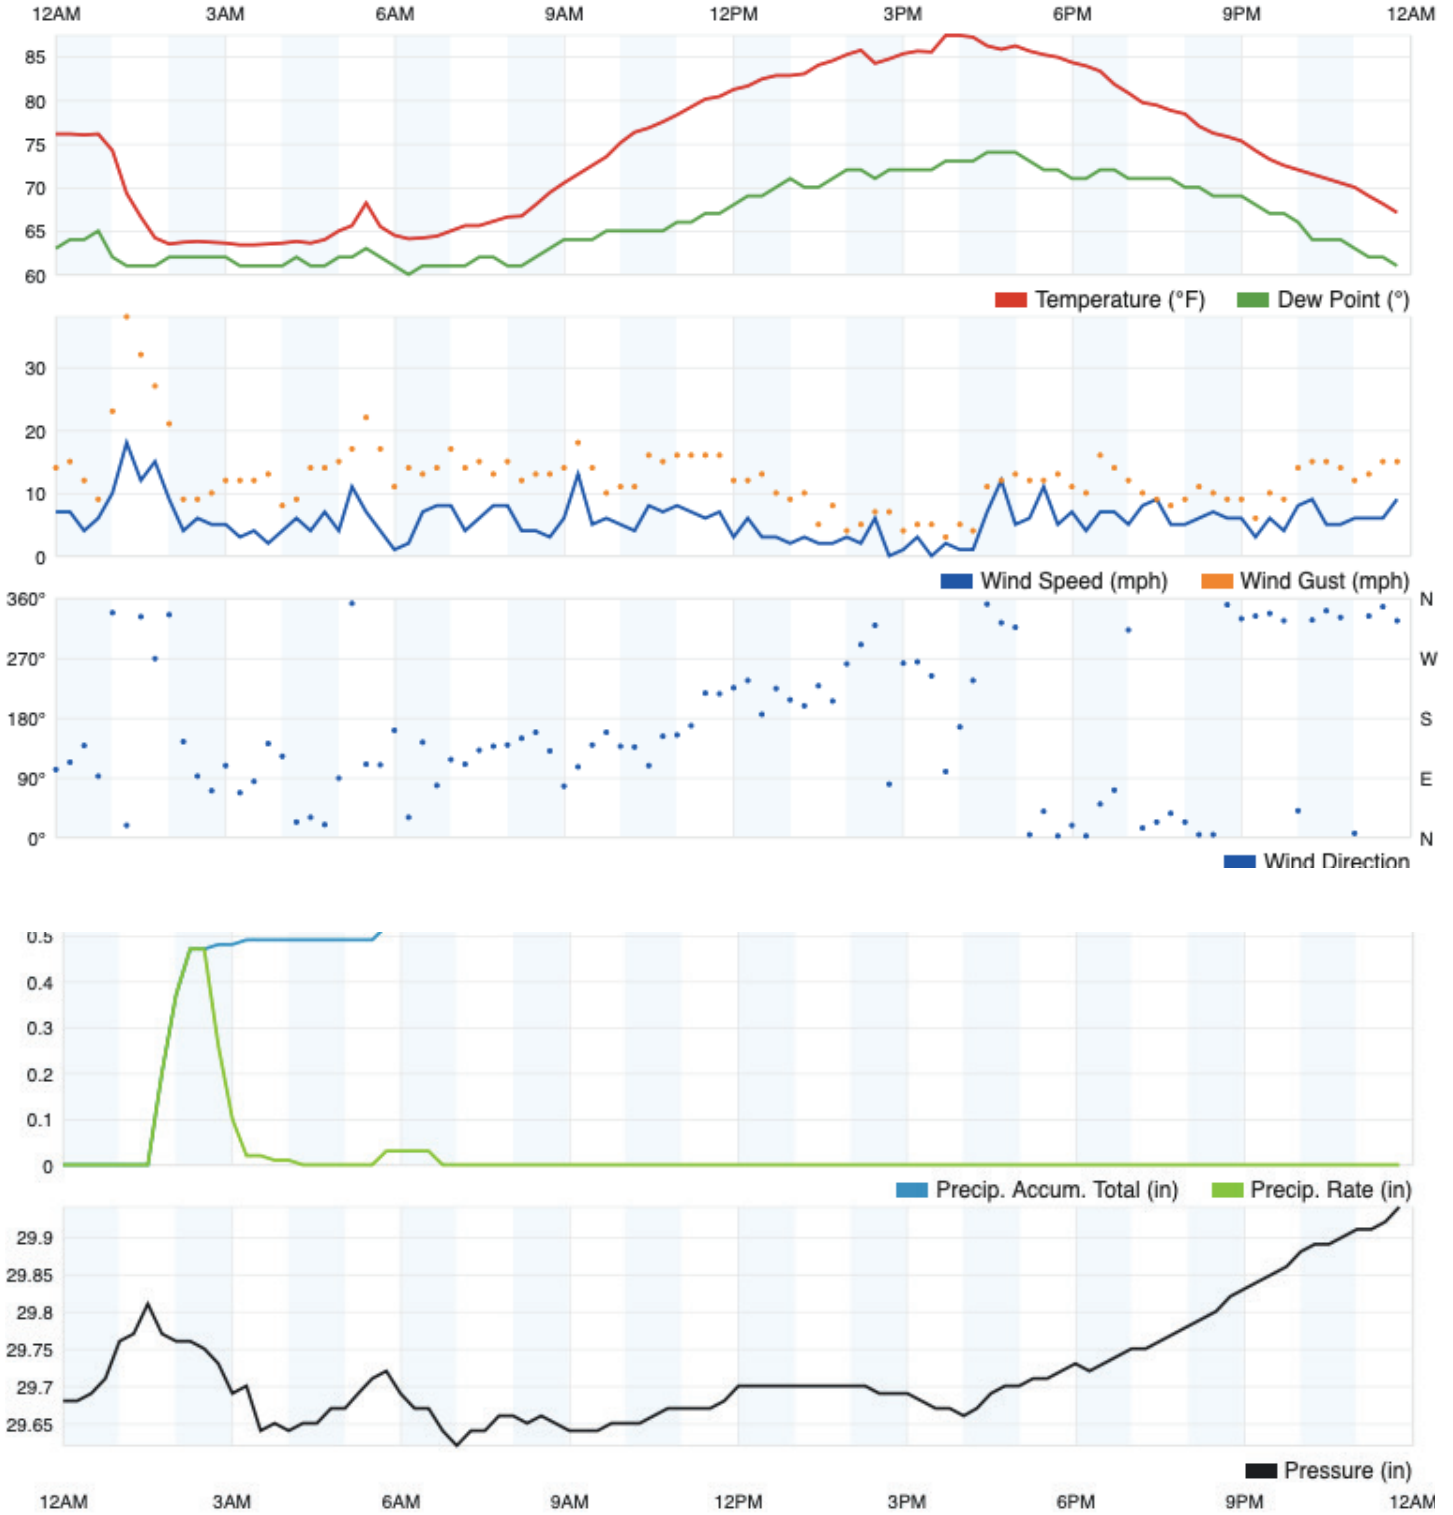 12AM 3AM 6AM 9AM 12PM 3PM 6PM 9PM 12AM
85
80
75
70
65
60
Temperature (°F) Dew Point (°)
30
20
10
0
Wind Speed (mph) Wind Gust (mph)
360° N
270° W
180° S
90° E
0° N
Wind Direction
0.5
0.4
0.3
0.2
0.1
0
Precip. Accum. Total (in) Precip. Rate (in)
29.9
29.85
29.8
29.75
29.7
29.65
Pressure (in)
12AM 3AM 6AM 9AM 12PM 3PM 6PM 9PM 12AM